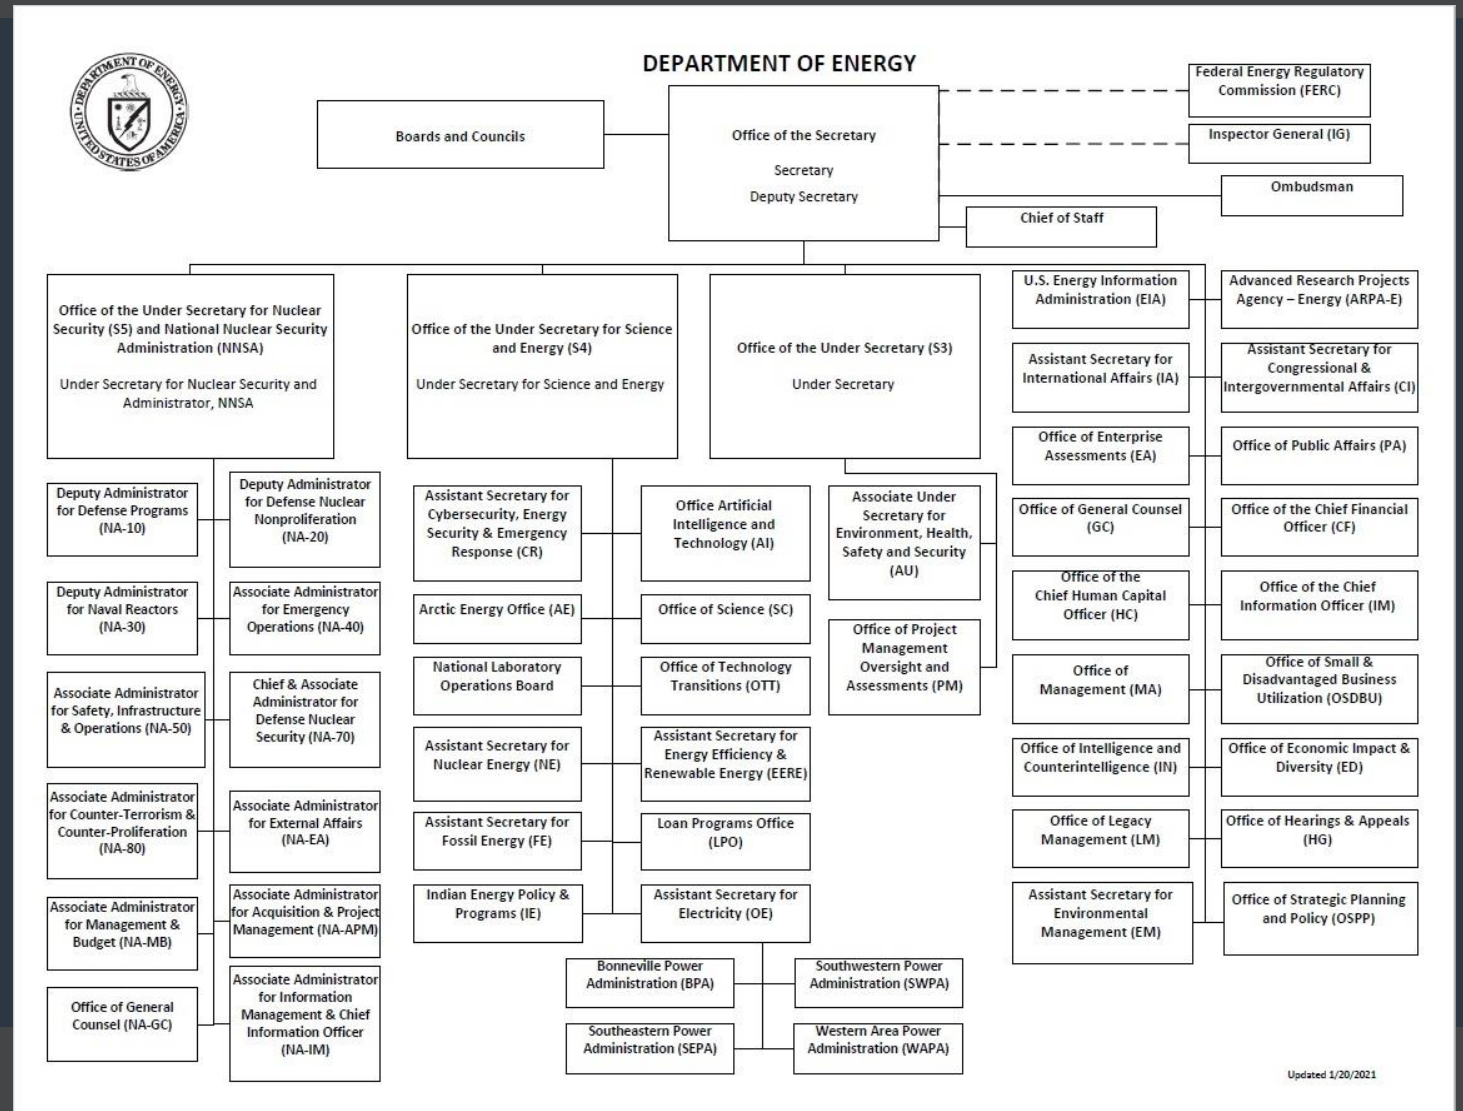 DEPARTMENT OF ENERGY
UNITED STATES OF AMERICA
DEPARTMENT OF ENERGY
Federal Energy Regulatory
Commission (FERC)
Boards and Councils
Office of the Secretary
Secretary
Deputy Secretary
Inspector General (IG)
Ombudsman
Chief of Staff
Office of the Under Secretary for Nuclear
Security (S5) and National Nuclear Security
Administration (NNSA)
Under Secretary for Nuclear Security and
Administrator, NNSA
Office of the Under Secretary for Science
and Energy (S4)
Under Secretary for Science and Energy
Office of the Under Secretary (S3)
Under Secretary
Deputy Administrator
for Defense Programs
(NA-10)
Deputy Administrator
for Defense Nuclear
Nonproliferation
(NA-20)
Deputy Administrator
for Naval Reactors
(NA-30)
Associate Administrator
for Emergency
Operations (NA-40)
Associate Administrator
for Safety, Infrastructure
& Operations (NA-50)
Chief & Associate
Administrator for
Defense Nuclear
Security (NA-70)
Associate Administrator
for Counter-Terrorism &
Counter-Proliferation
(NA-80)
Associate Administrator
for External Affairs
(NA-EA)
Associate Administrator
for Management &
Budget (NA-MB)
Associate Administrator
for Acquisition & Project
Management (NA-APM)
Office of General
Counsel (NA-GC)
Associate Administrator
for Information
Management & Chief
Information Officer
(NA-IM)
Assistant Secretary for
Cybersecurity, Energy
Security & Emergency
Response (CR)
Office Artificial
Intelligence and
Technology (AI)
Arctic Energy Office (AE)
Office of Science (SC)
National Laboratory
Operations Board
Office of Technology
Transitions (OTT)
Assistant Secretary for
Nuclear Energy (NE)
Assistant Secretary for
Energy Efficiency &
Renewable Energy (EERE)
Assistant Secretary for
Fossil Energy (FE)
Loan Programs Office
(LPO)
Indian Energy Policy &
Programs (IE)
Assistant Secretary for
Electricity (OE)
Bonneville Power
Administration (BPA)
Southwestern Power
Administration (SWPA)
Southeastern Power
Administration (SEPA)
Western Area Power
Administration (WAPA)
Associate Under
Secretary for
Environment, Health,
Safety and Security
(AU)
Office of Project
Management
Oversight and
Assessments (PM)
U.S. Energy Information
Administration (EIA)
Advanced Research Projects
Agency – Energy (ARPA-E)
Assistant Secretary for
International Affairs (IA)
Assistant Secretary for
Congressional &
Intergovernmental Affairs (CI)
Office of Enterprise
Assessments (EA)
Office of Public Affairs (PA)
Office of General Counsel
(GC)
Office of the Chief Financial
Officer (CF)
Office of the
Chief Human Capital
Officer (HC)
Office of the Chief
Information Officer (IM)
Office of
Management (MA)
Office of Small &
Disadvantaged Business
Utilization (OSDBU)
Office of Intelligence and
Counterintelligence (IN)
Office of Economic Impact &
Diversity (ED)
Office of Legacy
Management (LM)
Office of Hearings & Appeals
(HG)
Assistant Secretary for
Environmental
Management (EM)
Office of Strategic Planning
and Policy (OSPP)
Updated 1/20/2021